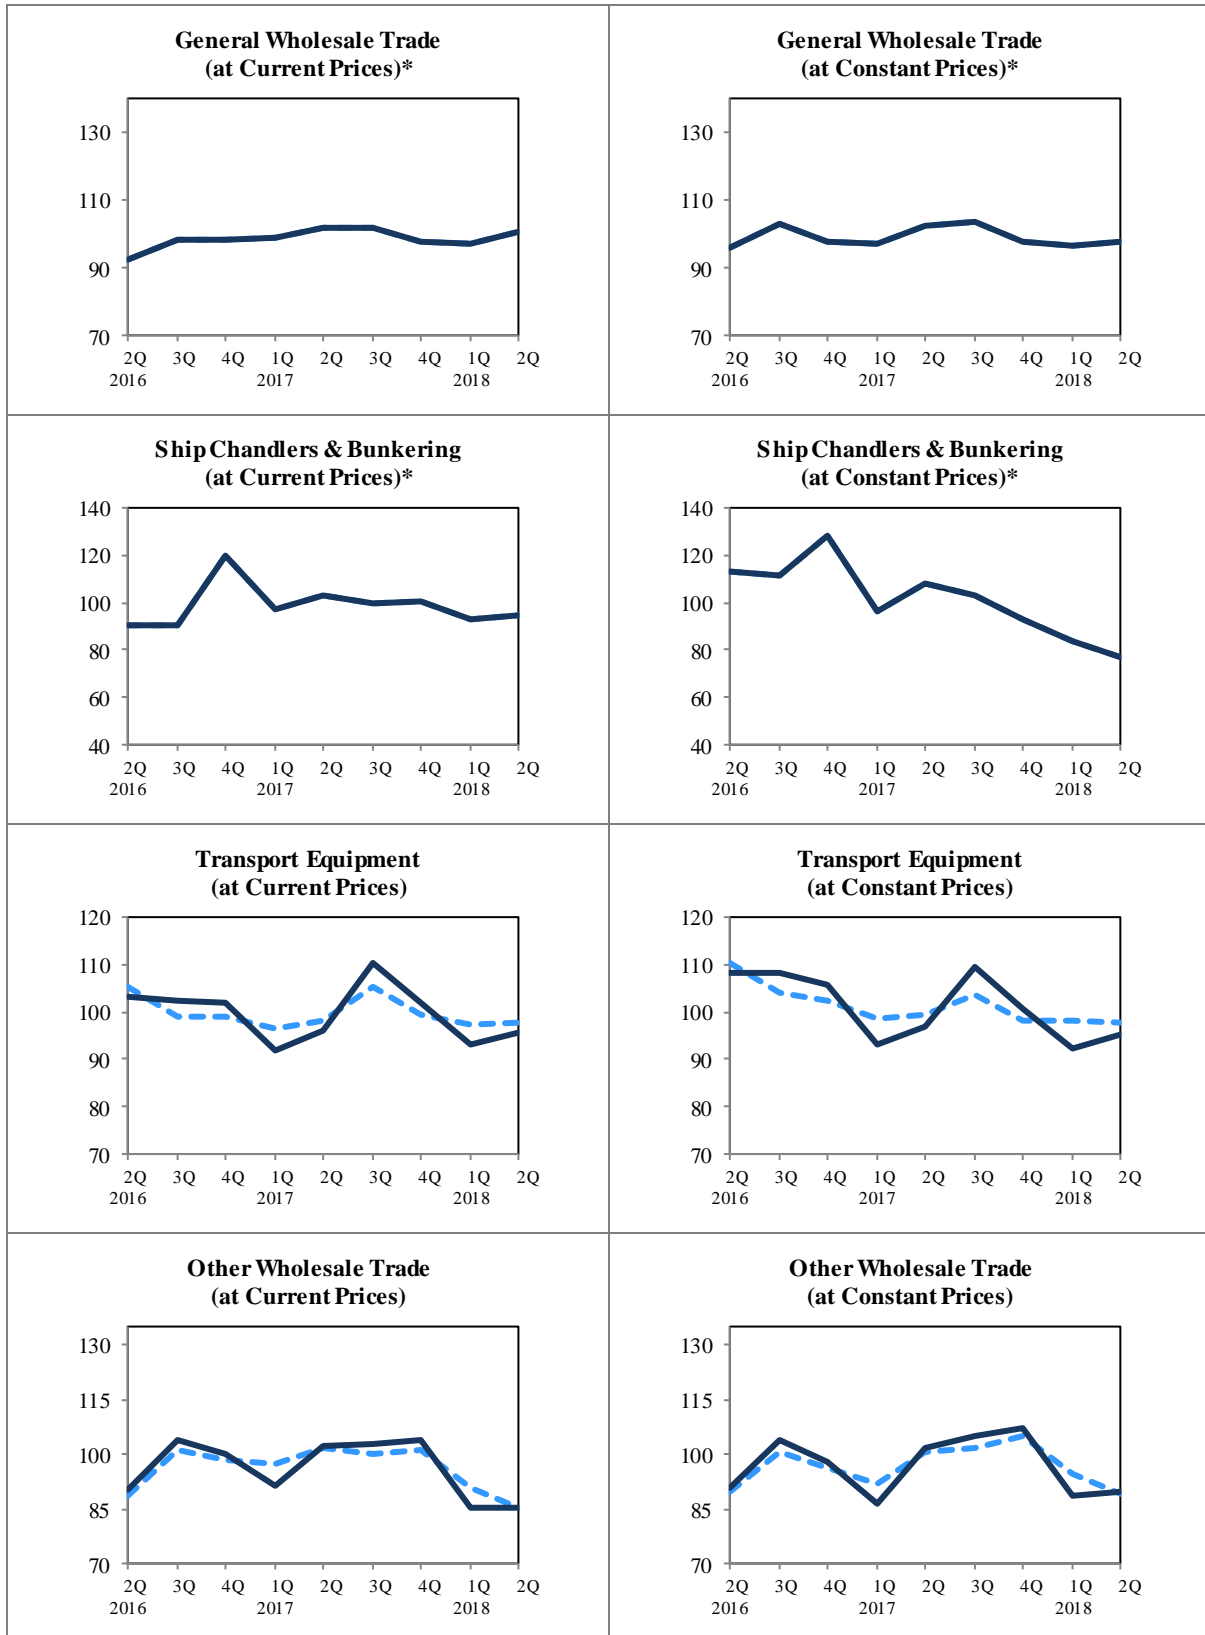 General Wholesale Trade
(at Current Prices)*
130
110
90
70
2Q 3Q 4Q 1Q 2Q 3Q 4Q 1Q 2Q
2016 2017 2018
General Wholesale Trade
(at Constant Prices)*
130
110
90
70
2Q 3Q 4Q 1Q 2Q 3Q 4Q 1Q 2Q
2016 2017 2018
Ship Chandlers & Bunkering
(at Current Prices)*
140
120
100
80
60
40
2Q 3Q 4Q 1Q 2Q 3Q 4Q 1Q 2Q
2016 2017 2018
Ship Chandlers & Bunkering
(at Constant Prices)*
140
120
100
80
60
40
2Q 3Q 4Q 1Q 2Q 3Q 4Q 1Q 2Q
2016 2017 2018
Transport Equipment
(at Current Prices)
120
110
100
90
80
70
2Q 3Q 4Q 1Q 2Q 3Q 4Q 1Q 2Q
2016 2017 2018
Transport Equipment
(at Constant Prices)
120
110
100
90
80
70
2Q 3Q 4Q 1Q 2Q 3Q 4Q 1Q 2Q
2016 2017 2018
Other Wholesale Trade
(at Current Prices)
130
115
100
85
70
2Q 3Q 4Q 1Q 2Q 3Q 4Q 1Q 2Q
2016 2017 2018
Other Wholesale Trade
(at Constant Prices)
130
115
100
85
70
2Q 3Q 4Q 1Q 2Q 3Q 4Q 1Q 2Q
2016 2017 2018